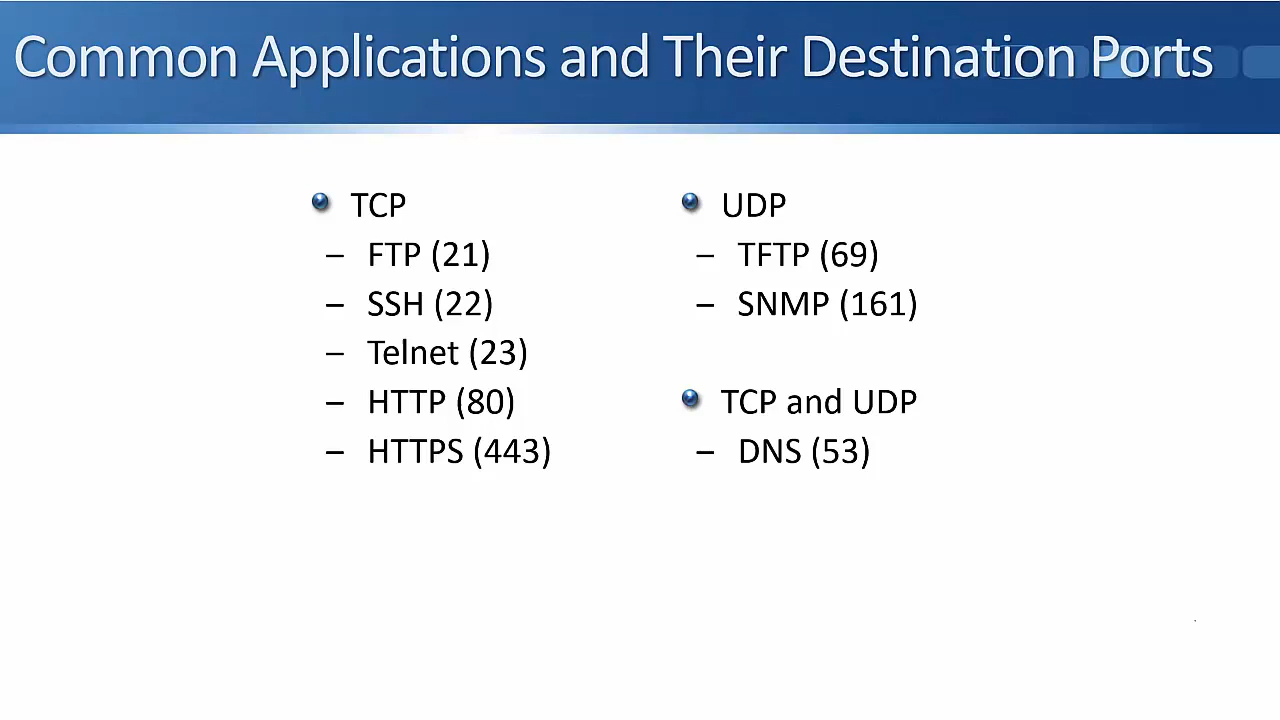 Common Applications and Their Destination Ports
TCP
– FTP (21)
– SSH (22)
– Telnet (23)
– HTTP (80)
– HTTPS (443)
UDP
– TFTP (69)
– SNMP (161)
TCP and UDP
– DNS (53)